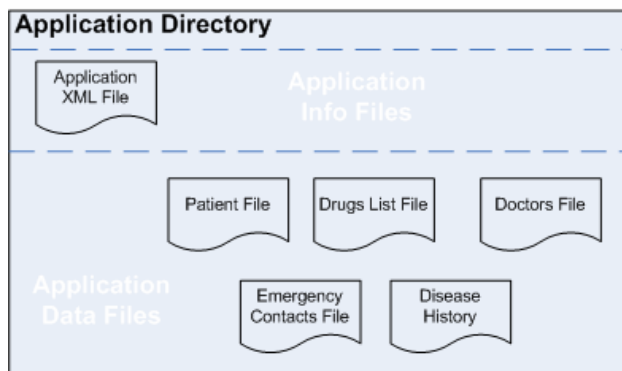 Application Directory
Application
XML File
Application
Info Files
Patient File
Drugs List File
Doctors File
Application
Data Files
Emergency
Contacts File
Disease
History